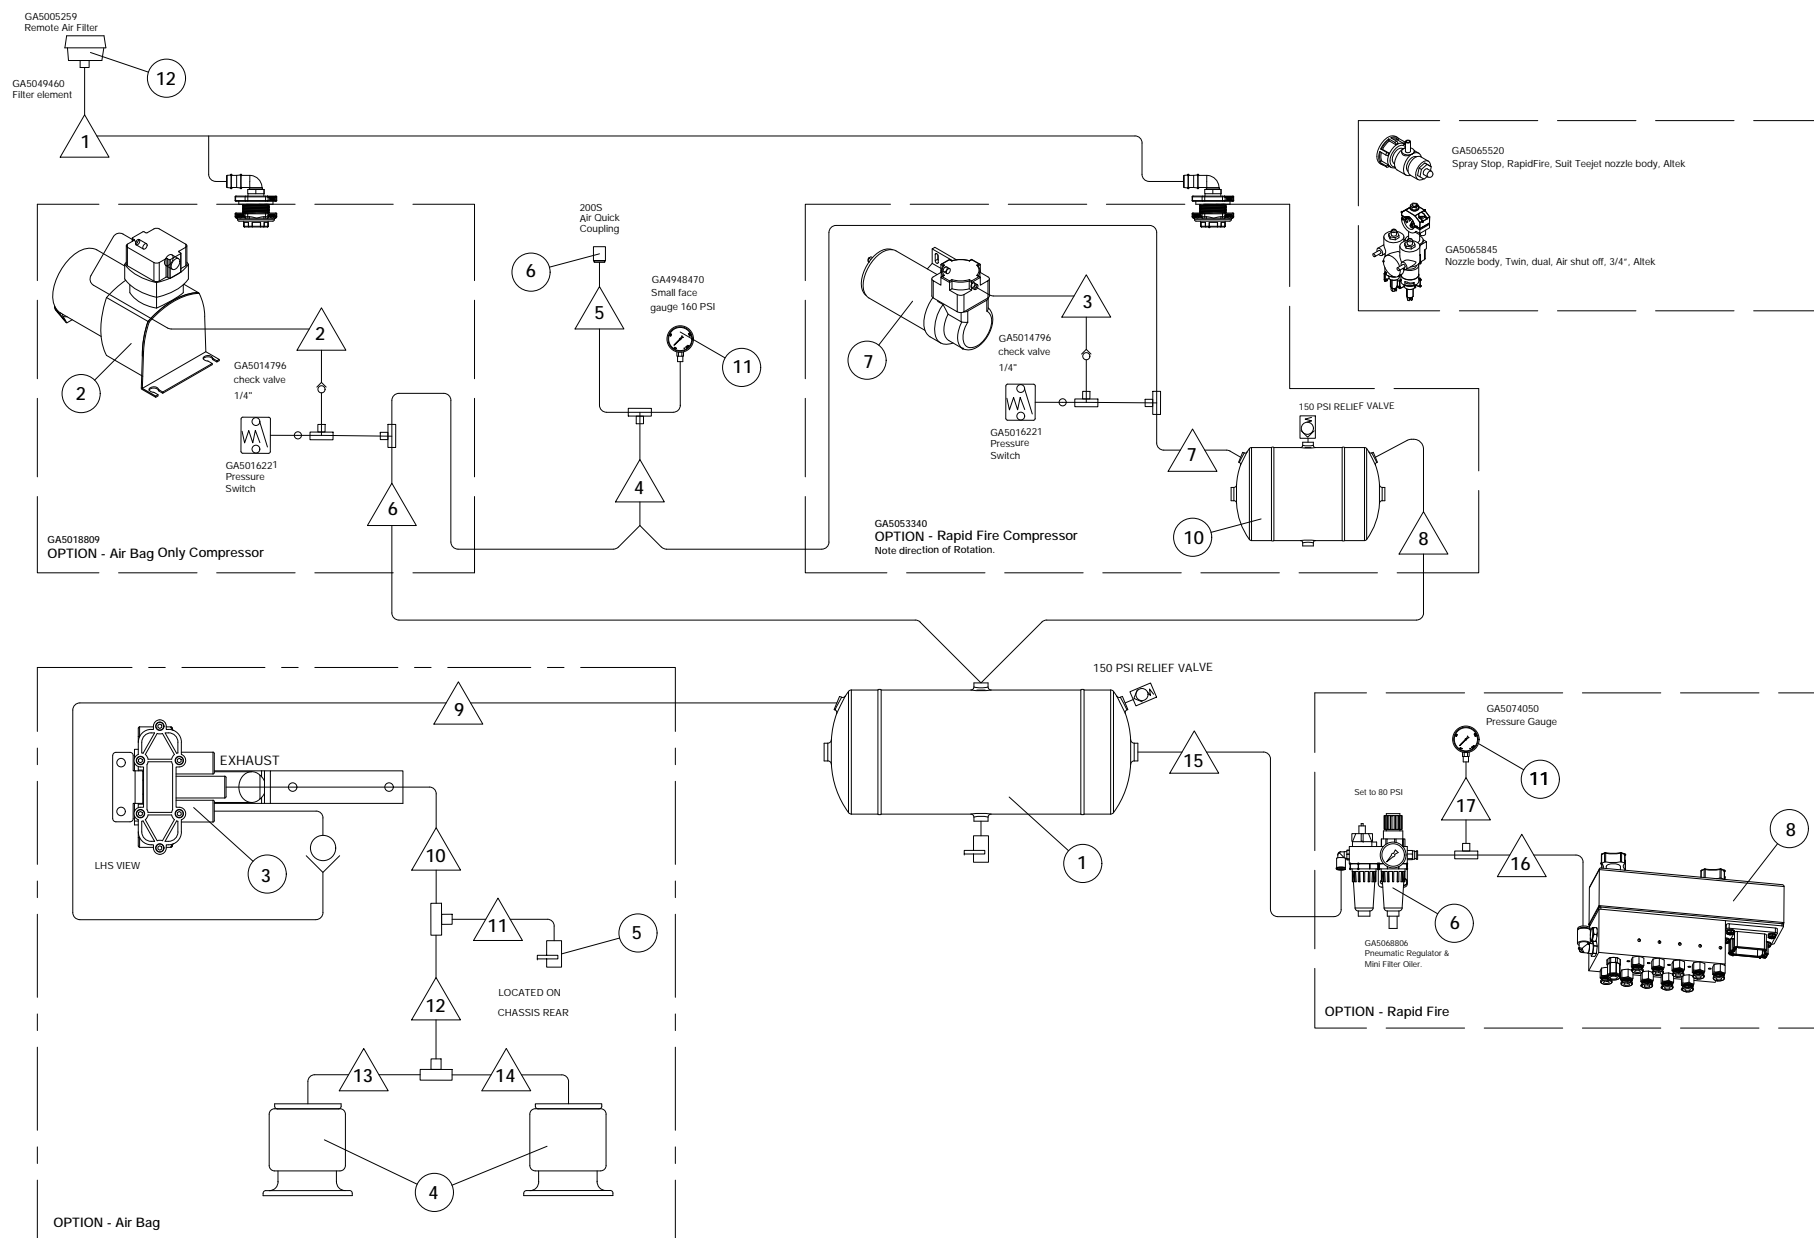 GA5005259
Remote Air Filter
12
GA5049460
Filter element
1
GA5065520
Spray Stop, RapidFire, Suit Teejet nozzle body, Altek
GA5065845
Nozzle body, Twin, dual, Air shut off, 3/4", Altek
2
2
GA5014796
check valve
1/4"
GA5016221
Pressure
Switch
6
GA5018809
OPTION - Air Bag Only Compressor
200S
Air Quick
Coupling
6
5
GA4948470
Small face
gauge 160 PSI
11
4
7
3
GA5014796
check valve
1/4"
GA5016221
Pressure
Switch
7
150 PSI RELIEF VALVE
10
8
GA5053340
OPTION - Rapid Fire Compressor
Note direction of Rotation.
150 PSI RELIEF VALVE
1
15
9
EXHAUST
LHS VIEW
3
10
11
5
12
LOCATED ON
CHASSIS REAR
13
14
4
OPTION - Air Bag
GA5074050
Pressure Gauge
11
17
Set to 80 PSI
16
8
6
GA5068806
Pneumatic Regulator &
Mini Filter Oiler.
OPTION - Rapid Fire